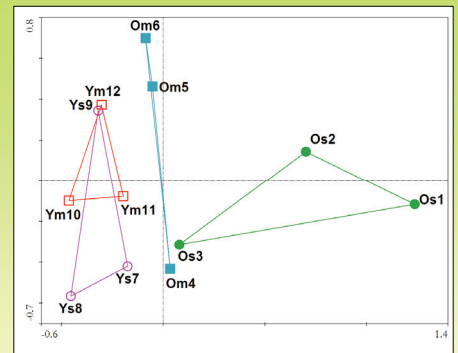 0.8
Om6
Om5
Ym12
Ys9
Os2
Os1
Ym10
Ym11
Os3
Ys7
Om4
Ys8
-0.7
-0.6
1.4